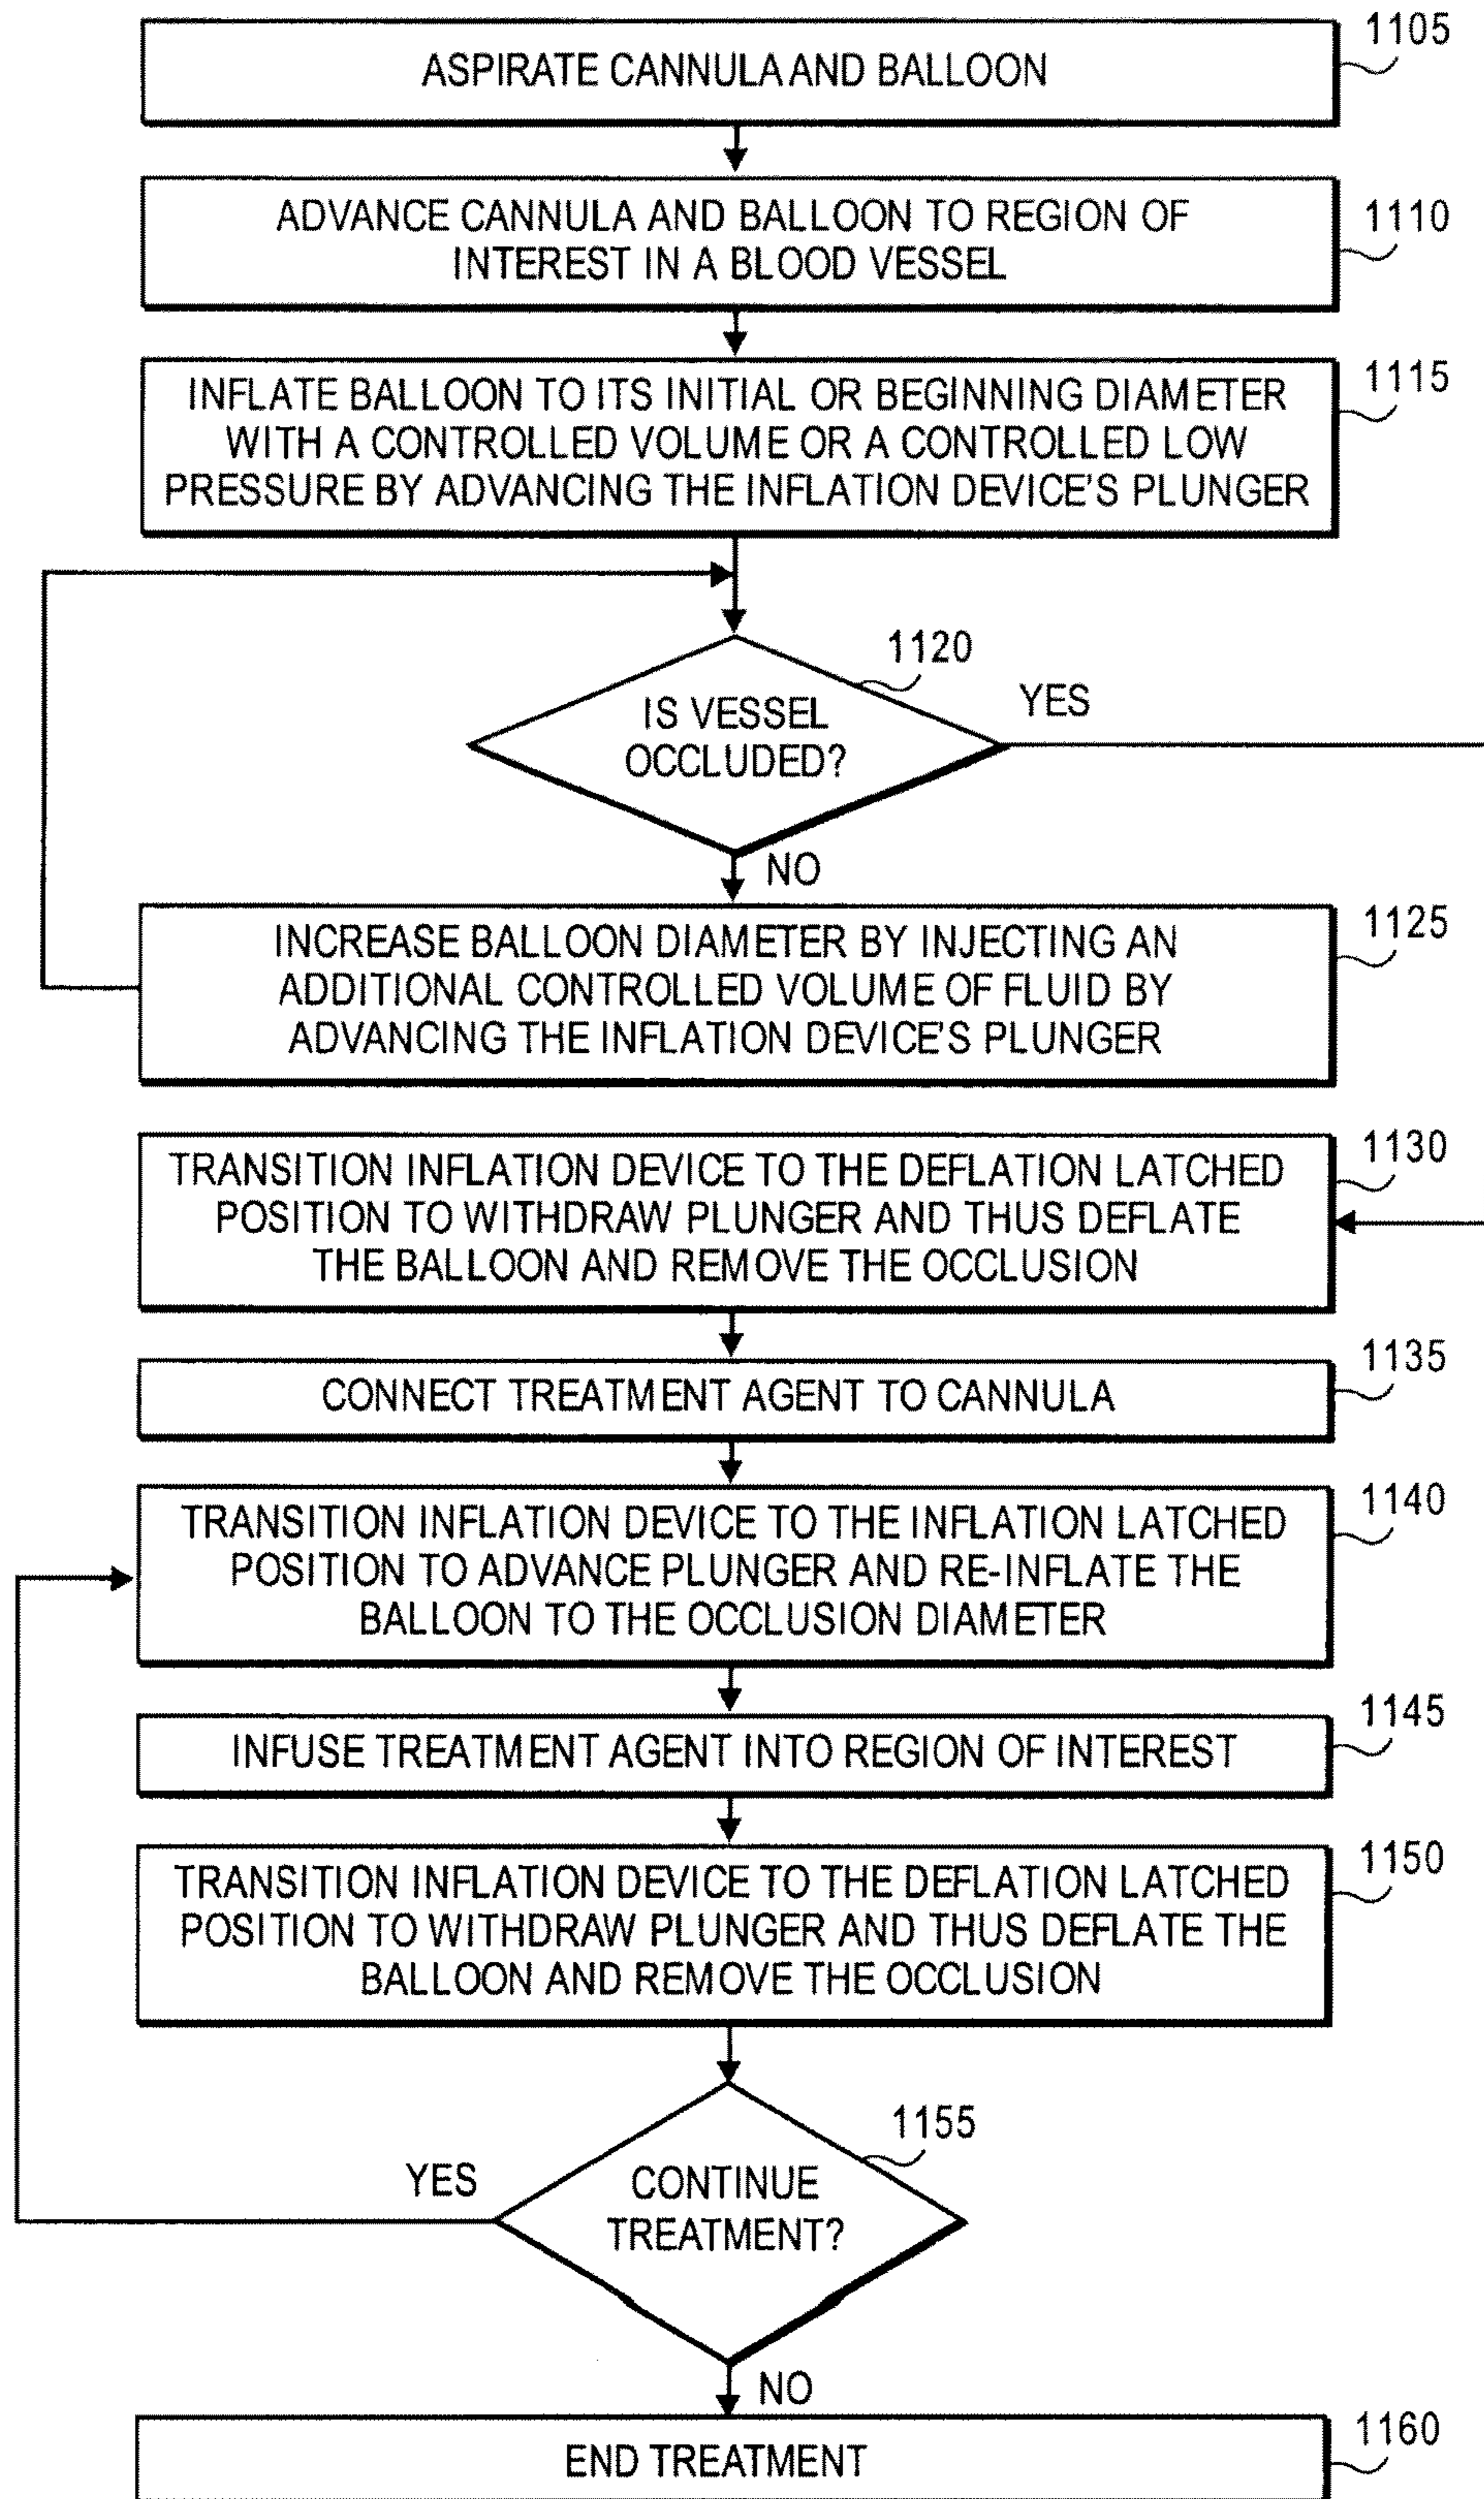 1105
ASPIRATE CANNULA AND BALLOON
1110
ADVANCE CANNULA AND BALLOON TO REGION OF
INTEREST IN A BLOOD VESSEL
1115
INFLATE BALLOON TO ITS INITIAL OR BEGINNING DIAMETER
WITH A CONTROLLED VOLUME OR A CONTROLLED LOW
PRESSURE BY ADVANCING THE INFLATION DEVICE'S PLUNGER
1120
YES
IS VESSEL
OCCLUDED?
NO
1125
INCREASE BALLOON DIAMETER BY INJECTING AN
ADDITIONAL CONTROLLED VOLUME OF FLUID BY
ADVANCING THE INFLATION DEVICE'S PLUNGER
1130
TRANSITION INFLATION DEVICE TO THE DEFLATION LATCHED
POSITION TO WITHDRAW PLUNGER AND THUS DEFLATE
THE BALLOON AND REMOVE THE OCCLUSION
1135
CONNECT TREATMENT AGENT TO CANNULA
1140
TRANSITION INFLATION DEVICE TO THE INFLATION LATCHED
POSITION TO ADVANCE PLUNGER AND RE-INFLATE THE
BALLOON TO THE OCCLUSION DIAMETER
1145
INFUSE TREATMENT AGENT INTO REGION OF INTEREST
1150
TRANSITION INFLATION DEVICE TO THE DEFLATION LATCHED
POSITION TO WITHDRAW PLUNGER AND THUS DEFLATE THE
BALLOON AND REMOVE THE OCCLUSION
1155
YES
CONTINUE
TREATMENT?
NO
1160
END TREATMENT